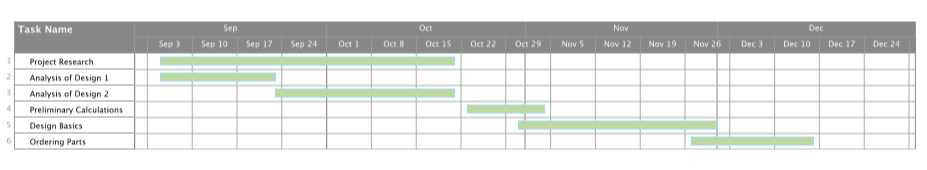 Task Name Sep Oct Nov Dec
Sep 3 Sep 10 Sep 17 Sep 24 Oct 1 Oct 8 Oct 15 Oct 22 Oct 29 Nov 5 Nov 12 Nov 19 Nov 26 Dec 3 Dec 10 Dec 17 Dec 24
1 Project Research
2 Analysis of Design 1
3 Analysis of Design 2
4 Preliminary Calculations
5 Design Basics
6 Ordering Parts